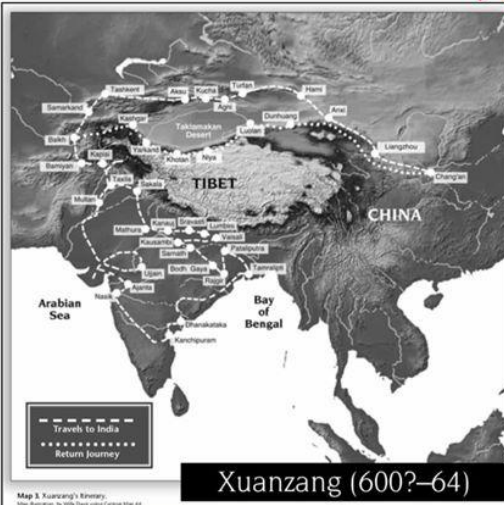 Tashkent
Aksu
Kucha
Turfan
Hami
Samarkand
Agni
Anxi
Kashgar
Taklamakan
Desert
Dunhuang
Loulan
Balkh
Yarkand
Liangzhou
Bamiyan
Kapisi
Khotan
Niya
Chang'an
Taxila
Sakala
TIBET
Multan
CHINA
Mathura
Kanauj
Sravasti
Lumbini
Kausambi
Vaisali
Sarnath
Pataliputra
Ujjain
Bodh. Gaya
Rajgir
Tamralipti
Arabian
Sea
Nasik
Ajanta
Bay
of
Bengal
Dhanakataka
Kanchipuram
Travels to India
Return Journey
Xuanzang (600?–64)
Map 3. Xuanzang's Itinerary.